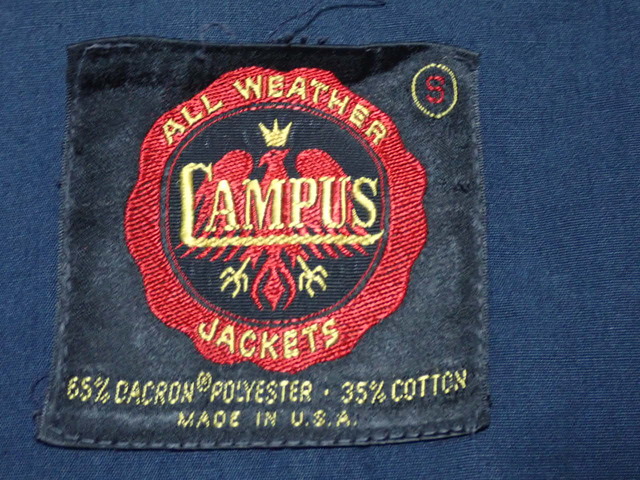 S
ALL WEATHER
CAMPUS
JACKETS
65% DACRON® POLYESTER · 35% COTTON
MADE IN U.S.A.